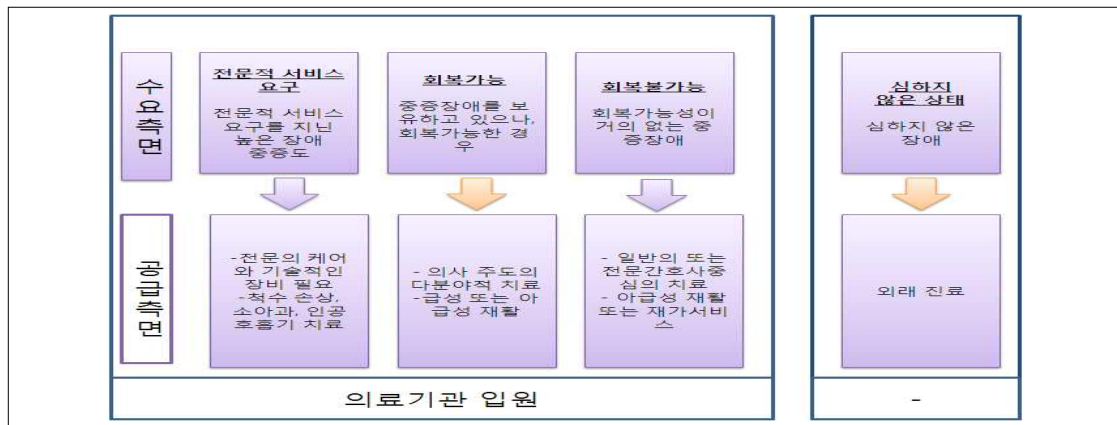 수요측면
전문적 서비스
요구
전문적 서비스
요구를 지닌
높은 장애
중증도
회복가능
중증장애를 보
유하고 있으나,
회복가능한 경
우
회복불가능
회복가능성이
거의 없는 중
증장애
심하지
않은 상태
심하지 않은
장애
공급측면
-전문의 케어
와 기술적인
장비 필요
-척수 손상,
소아과, 인공
호흡기 치료
- 의사 주도의
다분야적 치료
-급성 또는 아
급성 재활
- 일반의 또는
전문간호사중
심의 치료
- 아급성 재활
또는 재가서비
스
외래 진료
의료기관 입원
-